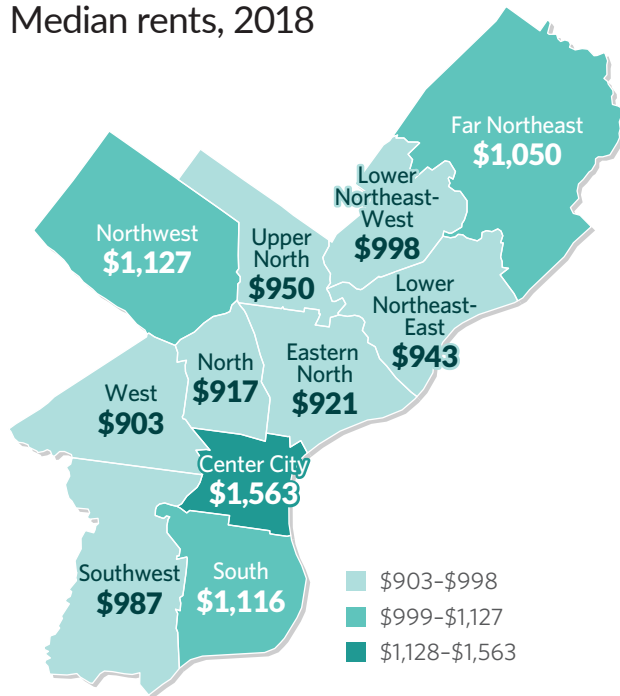 Median rents, 2018
Far Northeast
$1,050
Lower
Northeast-
West
$998
Northwest
$1,127
Upper
North
$950
Lower
Northeast-
East
$943
North
$917
Eastern
North
$921
West
$903
Center City
$1,563
Southwest
$987
South
$1,116
$903–$998
$999–$1,127
$1,128–$1,563